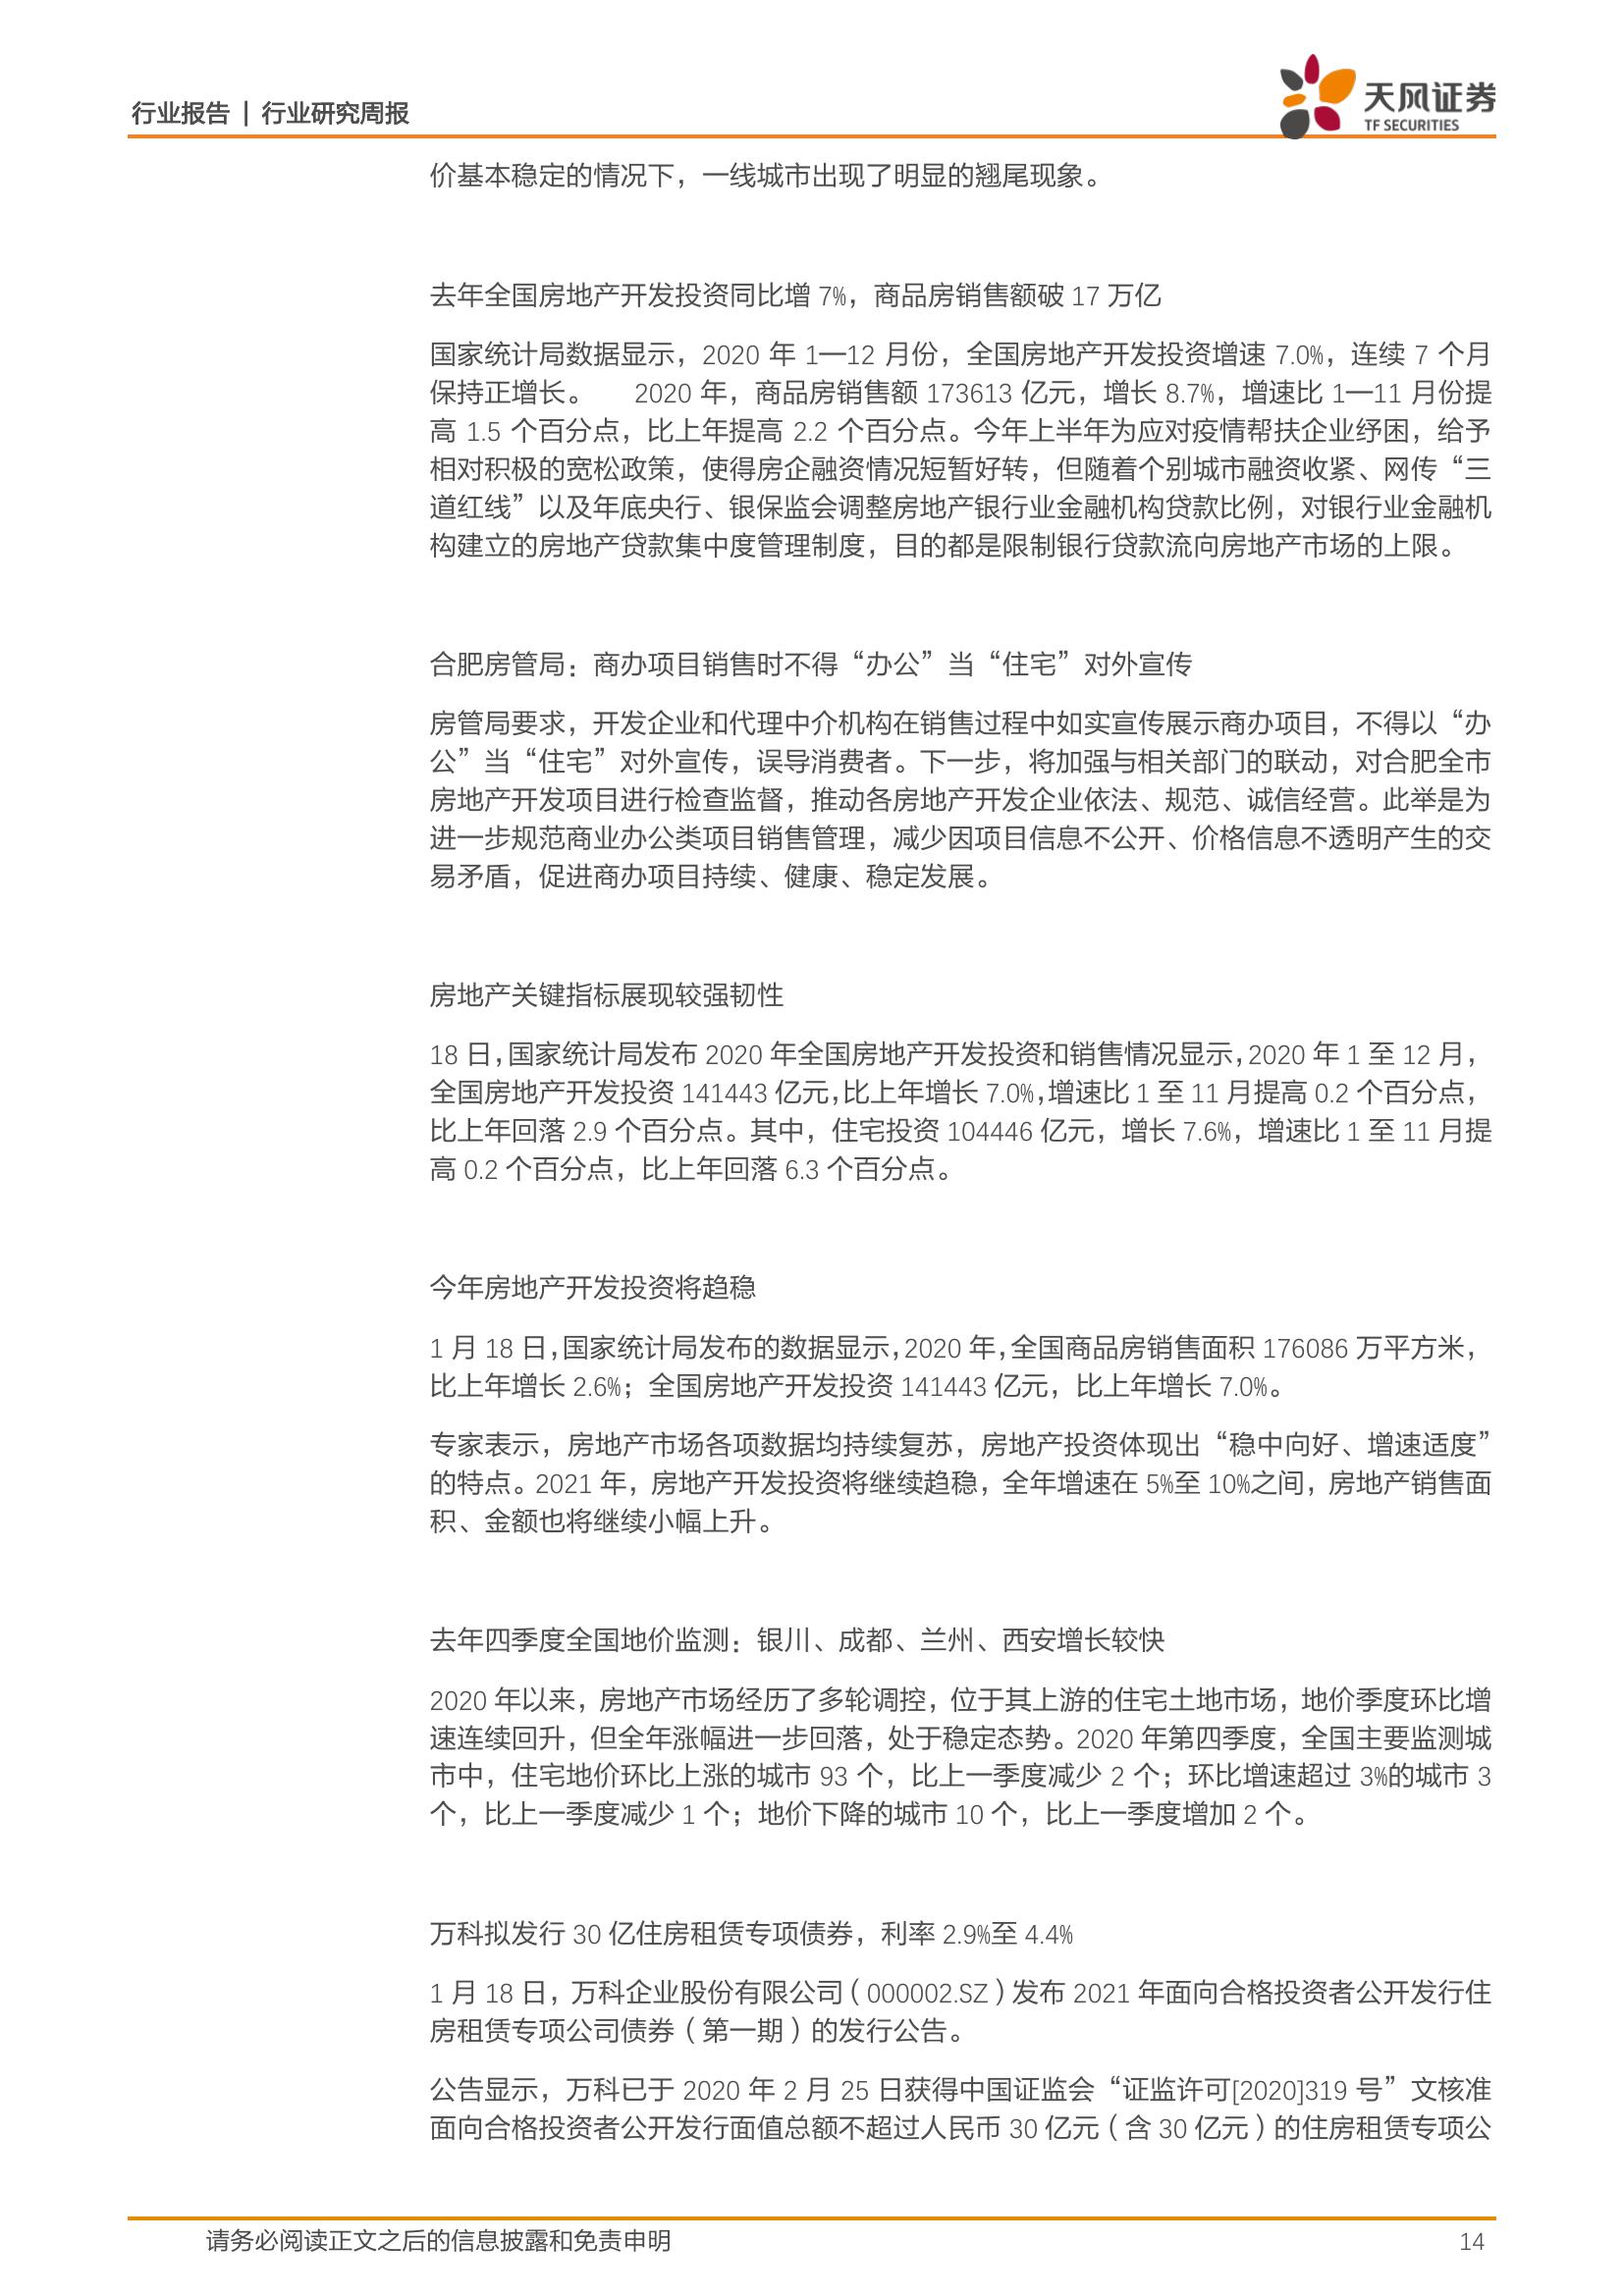 行业报告 | 行业研究周报
天风证券
TF SECURITIES
价基本稳定的情况下，一线城市出现了明显的翘尾现象。
去年全国房地产开发投资同比增 7%，商品房销售额破 17 万亿
国家统计局数据显示，2020 年 1—12 月份，全国房地产开发投资增速 7.0%，连续 7 个月
保持正增长。 2020 年，商品房销售额 173613 亿元，增长 8.7%，增速比 1—11 月份提
高 1.5 个百分点，比上年提高 2.2 个百分点。今年上半年为应对疫情帮扶企业纾困，给予
相对积极的宽松政策，使得房企融资情况短暂好转，但随着个别城市融资收紧、网传“三
道红线”以及年底央行、银保监会调整房地产银行业金融机构贷款比例，对银行业金融机
构建立的房地产贷款集中度管理制度，目的都是限制银行贷款流向房地产市场的上限。
合肥房管局：商办项目销售时不得“办公”当“住宅”对外宣传
房管局要求，开发企业和代理中介机构在销售过程中如实宣传展示商办项目，不得以“办
公”当“住宅”对外宣传，误导消费者。下一步，将加强与相关部门的联动，对合肥全市
房地产开发项目进行检查监督，推动各房地产开发企业依法、规范、诚信经营。此举是为
进一步规范商业办公类项目销售管理，减少因项目信息不公开、价格信息不透明产生的交
易矛盾，促进商办项目持续、健康、稳定发展。
房地产关键指标展现较强韧性
18 日，国家统计局发布 2020 年全国房地产开发投资和销售情况显示，2020 年 1 至 12 月，
全国房地产开发投资 141443 亿元，比上年增长 7.0%，增速比 1 至 11 月提高 0.2 个百分点，
比上年回落 2.9 个百分点。其中，住宅投资 104446 亿元，增长 7.6%，增速比 1 至 11 月提
高 0.2 个百分点，比上年回落 6.3 个百分点。
今年房地产开发投资将趋稳
1 月 18 日，国家统计局发布的数据显示，2020 年，全国商品房销售面积 176086 万平方米，
比上年增长 2.6%；全国房地产开发投资 141443 亿元，比上年增长 7.0%。
专家表示，房地产市场各项数据均持续复苏，房地产投资体现出“稳中向好、增速适度”
的特点。2021 年，房地产开发投资将继续趋稳，全年增速在 5%至 10%之间，房地产销售面
积、金额也将继续小幅上升。
去年四季度全国地价监测：银川、成都、兰州、西安增长较快
2020 年以来，房地产市场经历了多轮调控，位于其上游的住宅土地市场，地价季度环比增
速连续回升，但全年涨幅进一步回落，处于稳定态势。2020 年第四季度，全国主要监测城
市中，住宅地价环比上涨的城市 93 个，比上一季度减少 2 个；环比增速超过 3%的城市 3
个，比上一季度减少 1 个；地价下降的城市 10 个，比上一季度增加 2 个。
万科拟发行 30 亿住房租赁专项债券，利率 2.9%至 4.4%
1 月 18 日，万科企业股份有限公司（000002.SZ）发布 2021 年面向合格投资者公开发行住
房租赁专项公司债券（第一期）的发行公告。
公告显示，万科已于 2020 年 2 月 25 日获得中国证监会“证监许可[2020]319 号”文核准
面向合格投资者公开发行面值总额不超过人民币 30 亿元（含 30 亿元）的住房租赁专项公
请务必阅读正文之后的信息披露和免责申明
14